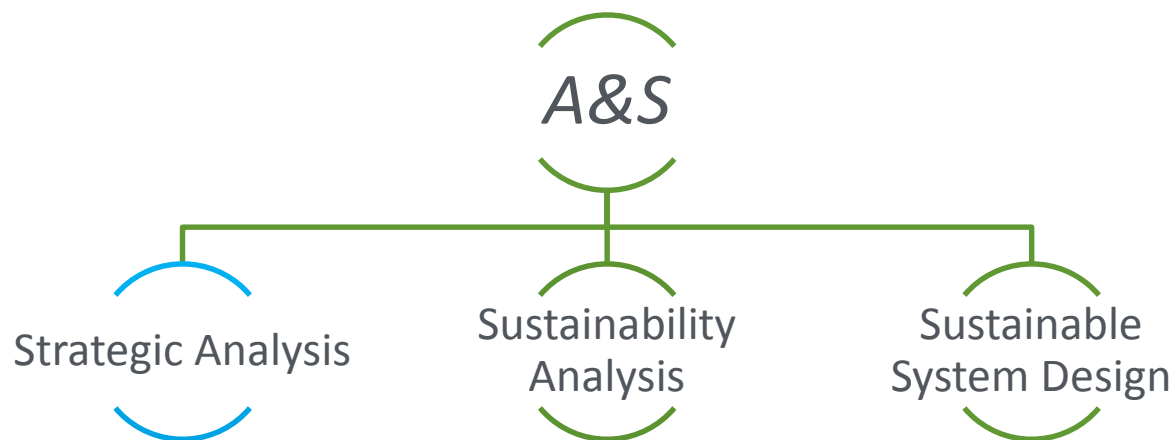 A&S
Strategic Analysis
Sustainability
Analysis
Sustainable
System Design